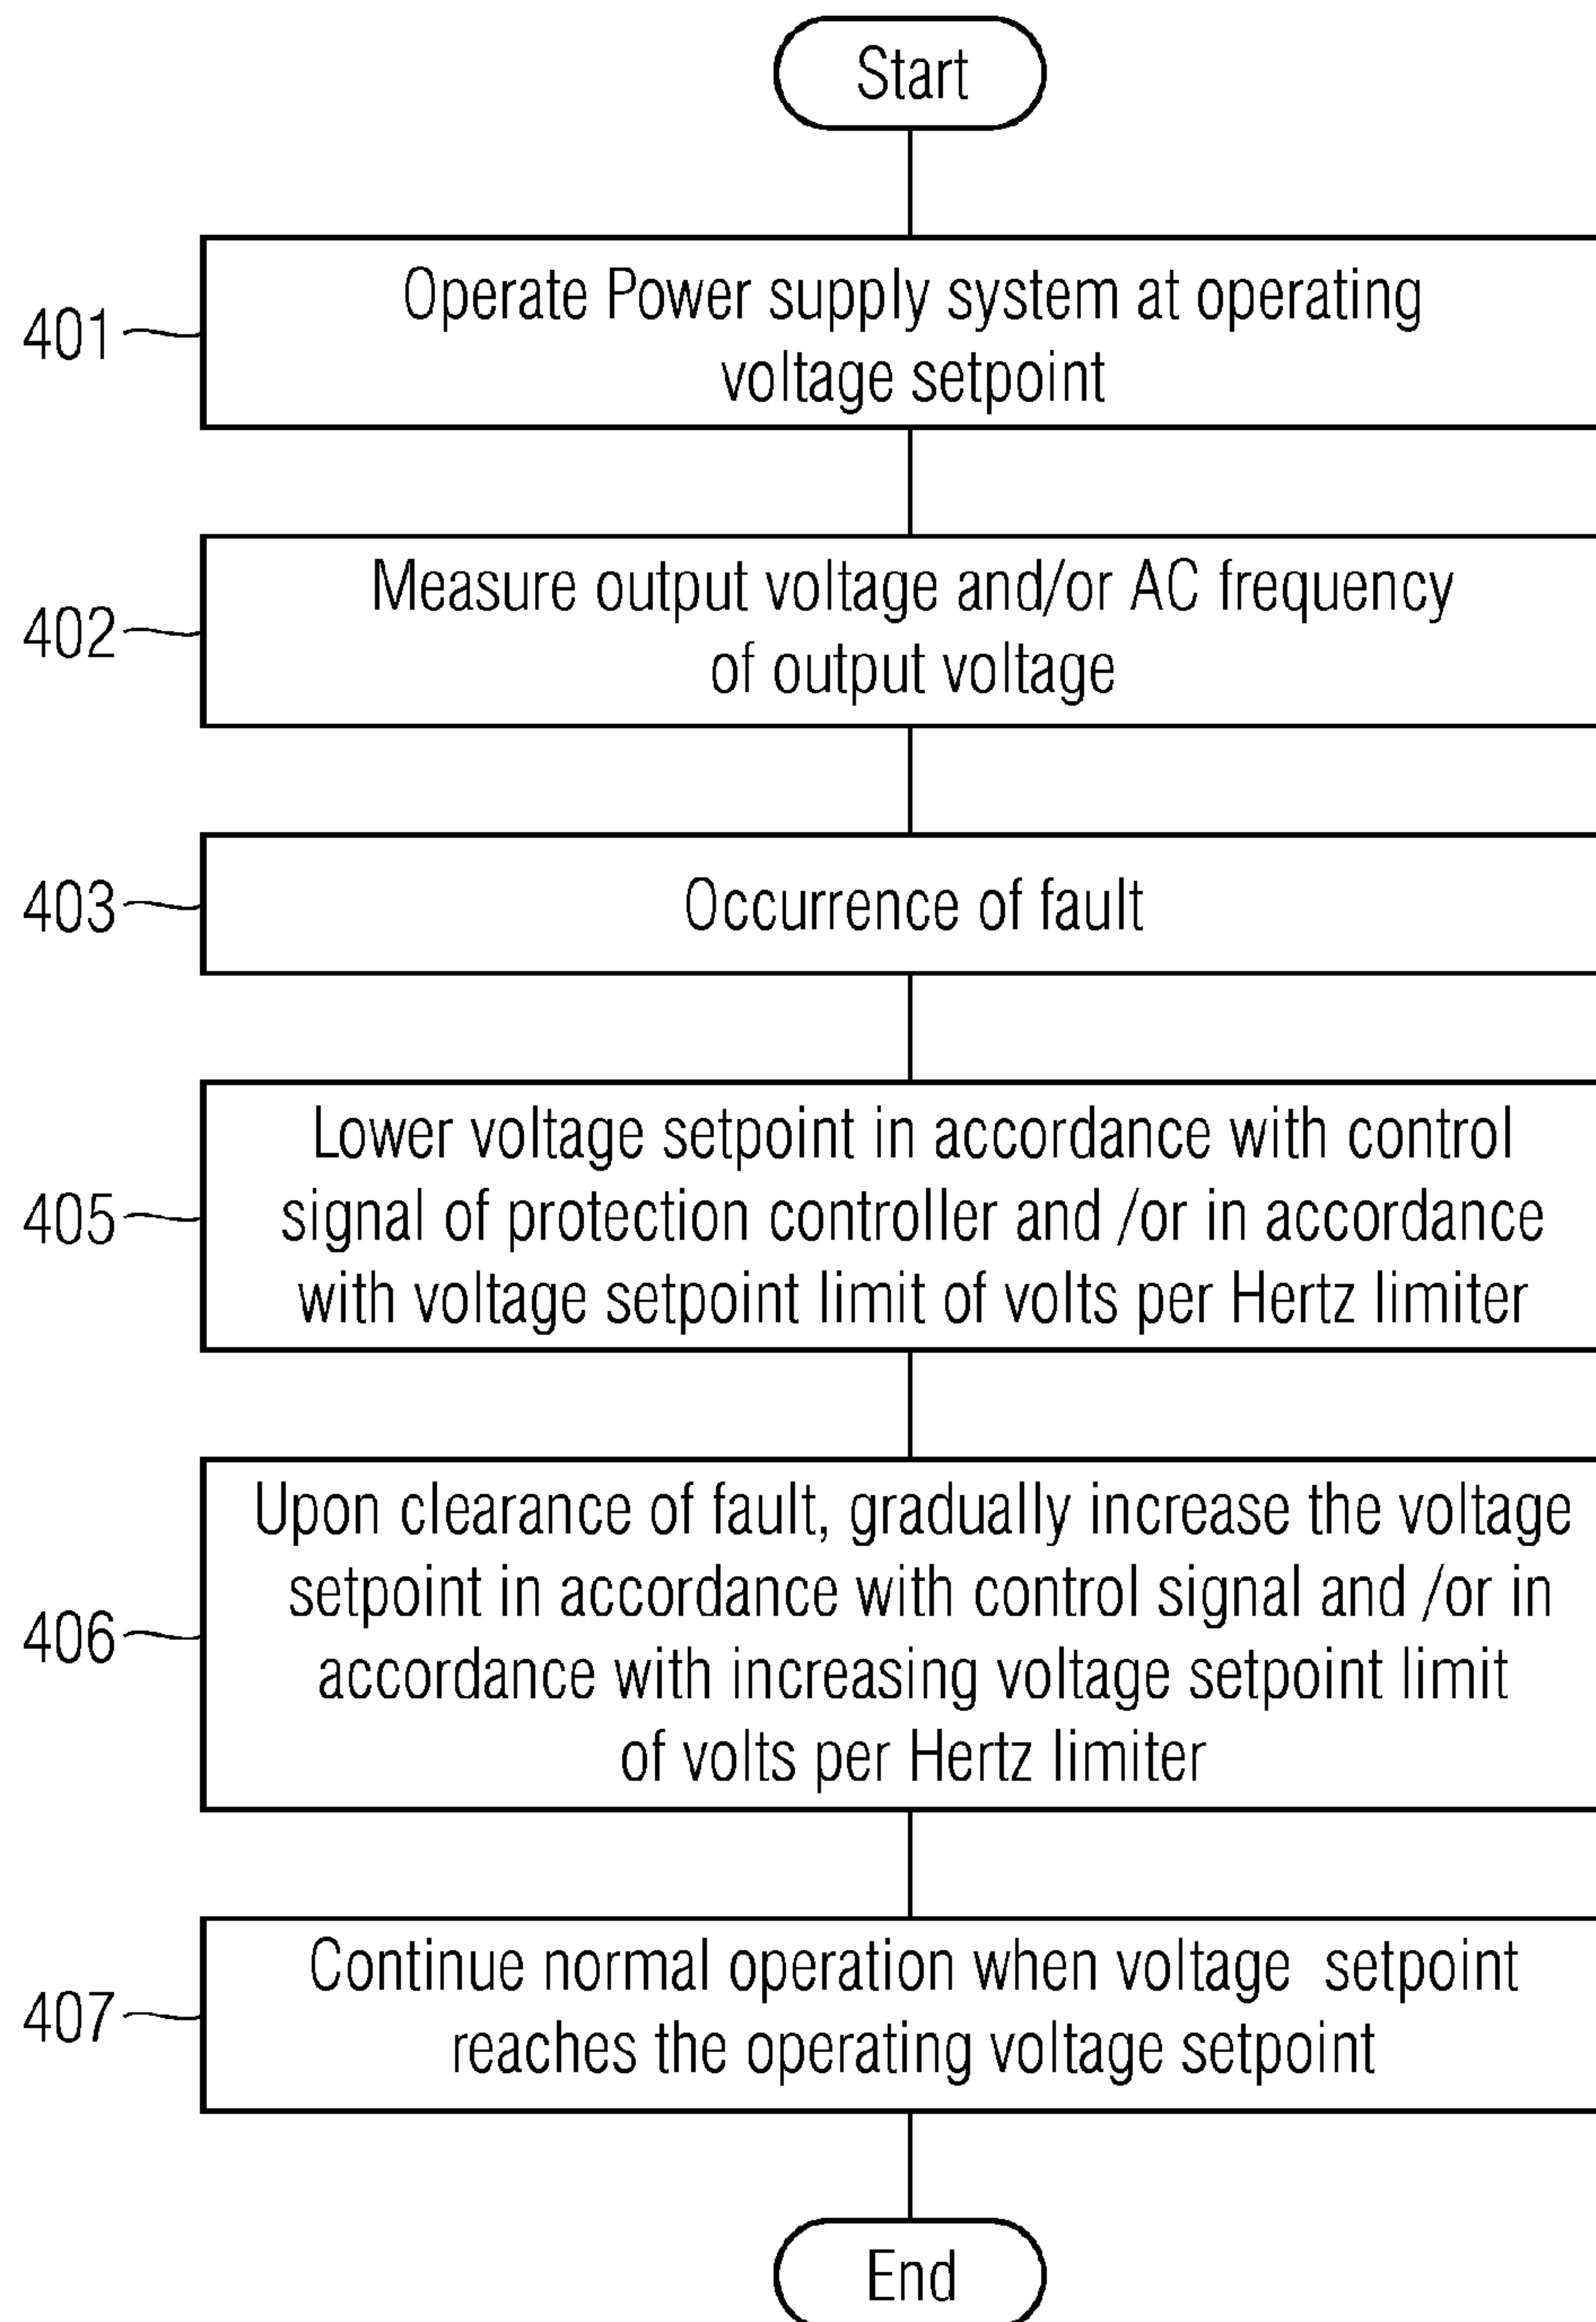 Start
401
Operate Power supply system at operating
voltage setpoint
402
Measure output voltage and/or AC frequency
of output voltage
403
Occurrence of fault
405
Lower voltage setpoint in accordance with control
signal of protection controller and /or in accordance
with voltage setpoint limit of volts per Hertz limiter
406
Upon clearance of fault, gradually increase the voltage
setpoint in accordance with control signal and /or in
accordance with increasing voltage setpoint limit
of volts per Hertz limiter
407
Continue normal operation when voltage  setpoint
reaches the operating voltage setpoint
End